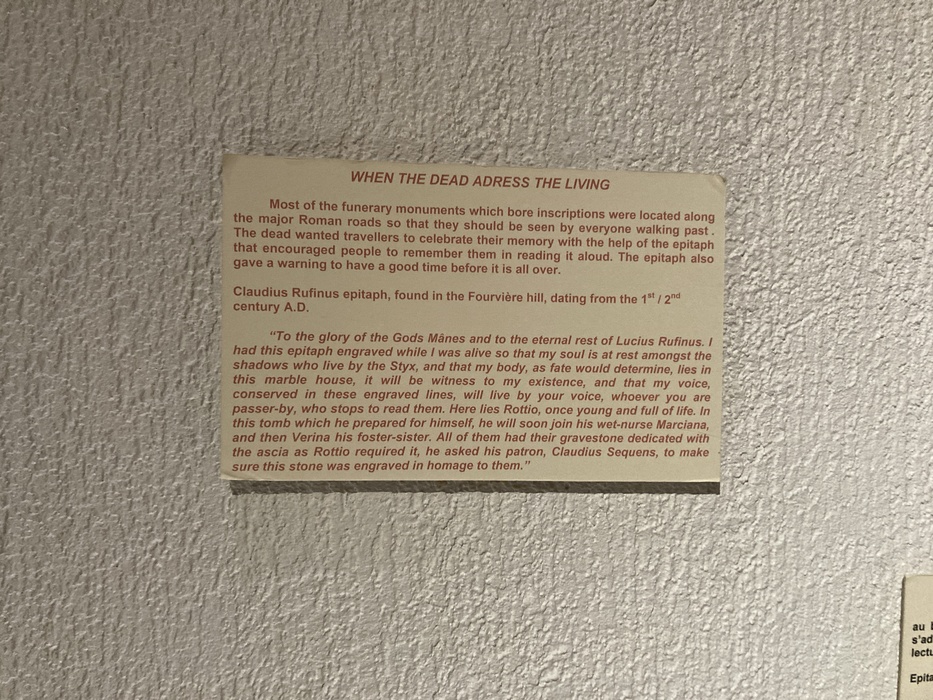 WHEN THE DEAD ADRESS THE LIVING
Most of the funerary monuments which bore inscriptions were located along
the major Roman roads so that they should be seen by everyone walking past .
The dead wanted travellers to celebrate their memory with the help of the epitaph
that encouraged people to remember them in reading it aloud. The epitaph also
gave a warning to have a good time before it is all over.
Claudius Rufinus epitaph, found in the Fourvière hill, dating from the 1st / 2nd
century A.D.
“To the glory of the Gods Mânes and to the eternal rest of Lucius Rufinus. I
had this epitaph engraved while I was alive so that my soul is at rest amongst the
shadows who live by the Styx, and that my body, as fate would determine, lies in
this marble house, it will be witness to my existence, and that my voice,
conserved in these engraved lines, will live by your voice, whoever you are
passer-by, who stops to read them. Here lies Rottio, once young and full of life. In
this tomb which he prepared for himself, he will soon join his wet-nurse Marciana,
and then Verina his foster-sister. All of them had their gravestone dedicated with
the ascia as Rottio required it, he asked his patron, Claudius Sequens, to make
sure this stone was engraved in homage to them.”
au
s'ad
lectu
Epita